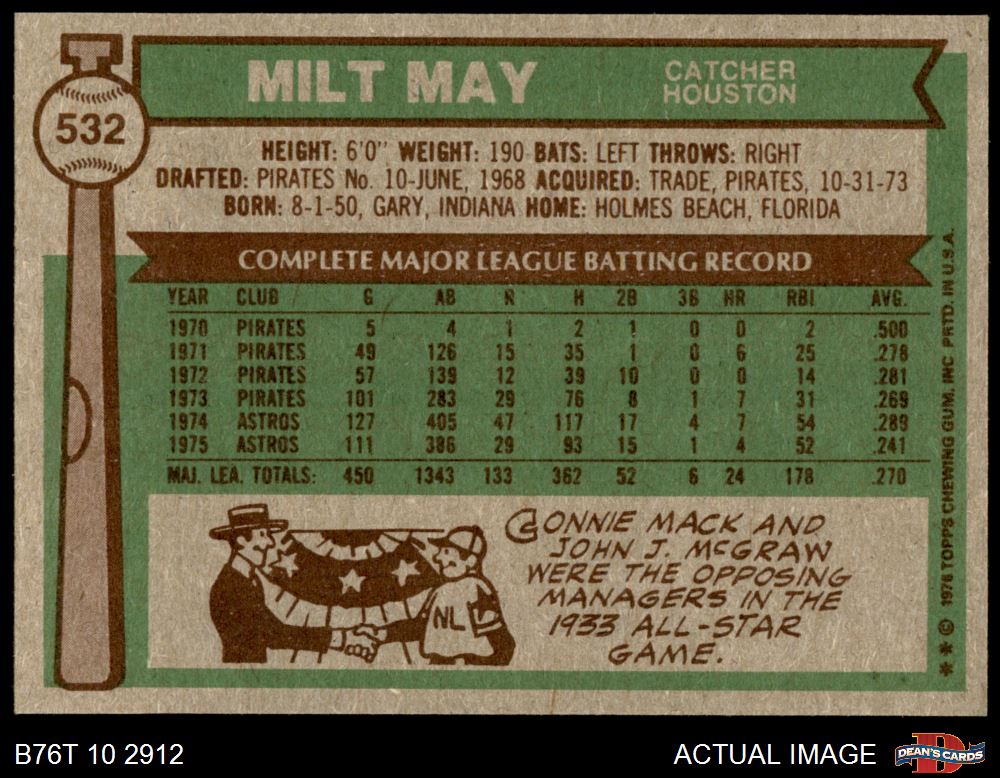 532
MILT MAY
CATCHER
HOUSTON
HEIGHT: 6'0" WEIGHT: 190 BATS: LEFT THROWS: RIGHT
DRAFTED: PIRATES No. 10-JUNE, 1968 ACQUIRED: TRADE, PIRATES, 10-31-73
BORN: 8-1-50, GARY, INDIANA HOME: HOLMES BEACH, FLORIDA
COMPLETE MAJOR LEAGUE BATTING RECORD
YEAR CLUB G AB R H 2B 3B HR RBI AVG.
1970 PIRATES 5 4 1 2 1 0 0 2 .500
1971 PIRATES 49 126 15 35 1 0 6 25 .278
1972 PIRATES 57 139 12 39 10 0 0 14 .281
1973 PIRATES 101 283 29 76 8 1 7 31 .269
1974 ASTROS 127 405 47 117 17 4 7 54 .289
1975 ASTROS 111 386 29 93 15 1 4 52 .241
MAJ. LEA. TOTALS: 450 1343 133 362 52 6 24 178 .270
CONNIE MACK AND
JOHN J. McGRAW
WERE THE OPPOSING
MANAGERS IN THE
1933 ALL-STAR
GAME.
NL
** © 1976 TOPPS CHEWING GUM, INC PRTD. IN U.S.A.
B76T 10 2912
ACTUAL IMAGE
DEAN'S CARDS